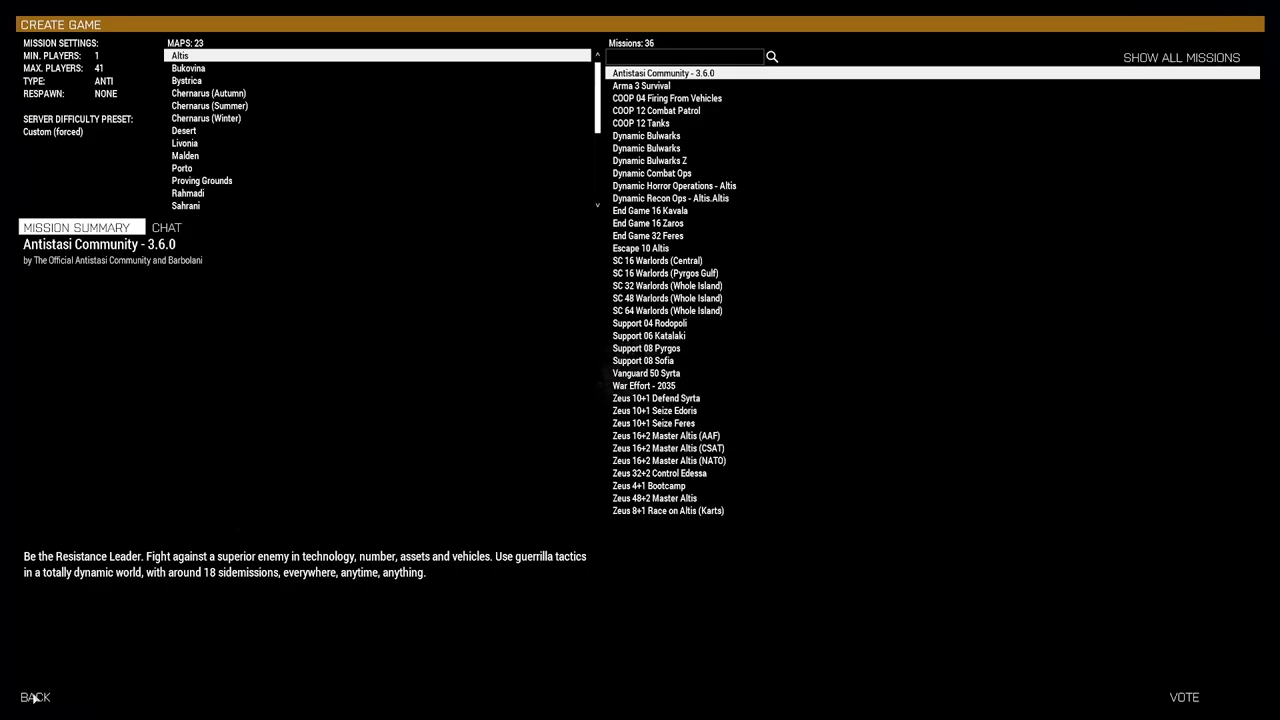 CREATE GAME
MISSION SETTINGS:
MIN. PLAYERS: 1
MAX. PLAYERS: 41
TYPE: ANTI
RESPAWN: NONE
SERVER DIFFICULTY PRESET:
Custom (forced)
MAPS: 23
Altis
Bukovina
Bystrica
Chernarus (Autumn)
Chernarus (Summer)
Chernarus (Winter)
Desert
Livonia
Malden
Porto
Proving Grounds
Rahmadi
Sahrani
Missions: 36
SHOW ALL MISSIONS
Antistasi Community - 3.6.0
Arma 3 Survival
COOP 04 Firing From Vehicles
COOP 12 Combat Patrol
COOP 12 Tanks
Dynamic Bulwarks
Dynamic Bulwarks
Dynamic Bulwarks Z
Dynamic Combat Ops
Dynamic Horror Operations - Altis
Dynamic Recon Ops - Altis.Altis
End Game 16 Kavala
End Game 16 Zaros
End Game 32 Feres
Escape 10 Altis
SC 16 Warlords (Central)
SC 16 Warlords (Pyrgos Gulf)
SC 32 Warlords (Whole Island)
SC 48 Warlords (Whole Island)
SC 64 Warlords (Whole Island)
Support 04 Rodopoli
Support 06 Katalaki
Support 08 Pyrgos
Support 08 Sofia
Vanguard 50 Syrta
War Effort - 2035
Zeus 10+1 Defend Syrta
Zeus 10+1 Seize Edoris
Zeus 10+1 Seize Feres
Zeus 16+2 Master Altis (AAF)
Zeus 16+2 Master Altis (CSAT)
Zeus 16+2 Master Altis (NATO)
Zeus 32+2 Control Edessa
Zeus 4+1 Bootcamp
Zeus 48+2 Master Altis
Zeus 8+1 Race on Altis (Karts)
MISSION SUMMARY
CHAT
Antistasi Community - 3.6.0
by The Official Antistasi Community and Barbolani
Be the Resistance Leader. Fight against a superior enemy in technology, number, assets and vehicles. Use guerrilla tactics
in a totally dynamic world, with around 18 sidemissions, everywhere, anytime, anything.
BACK
VOTE